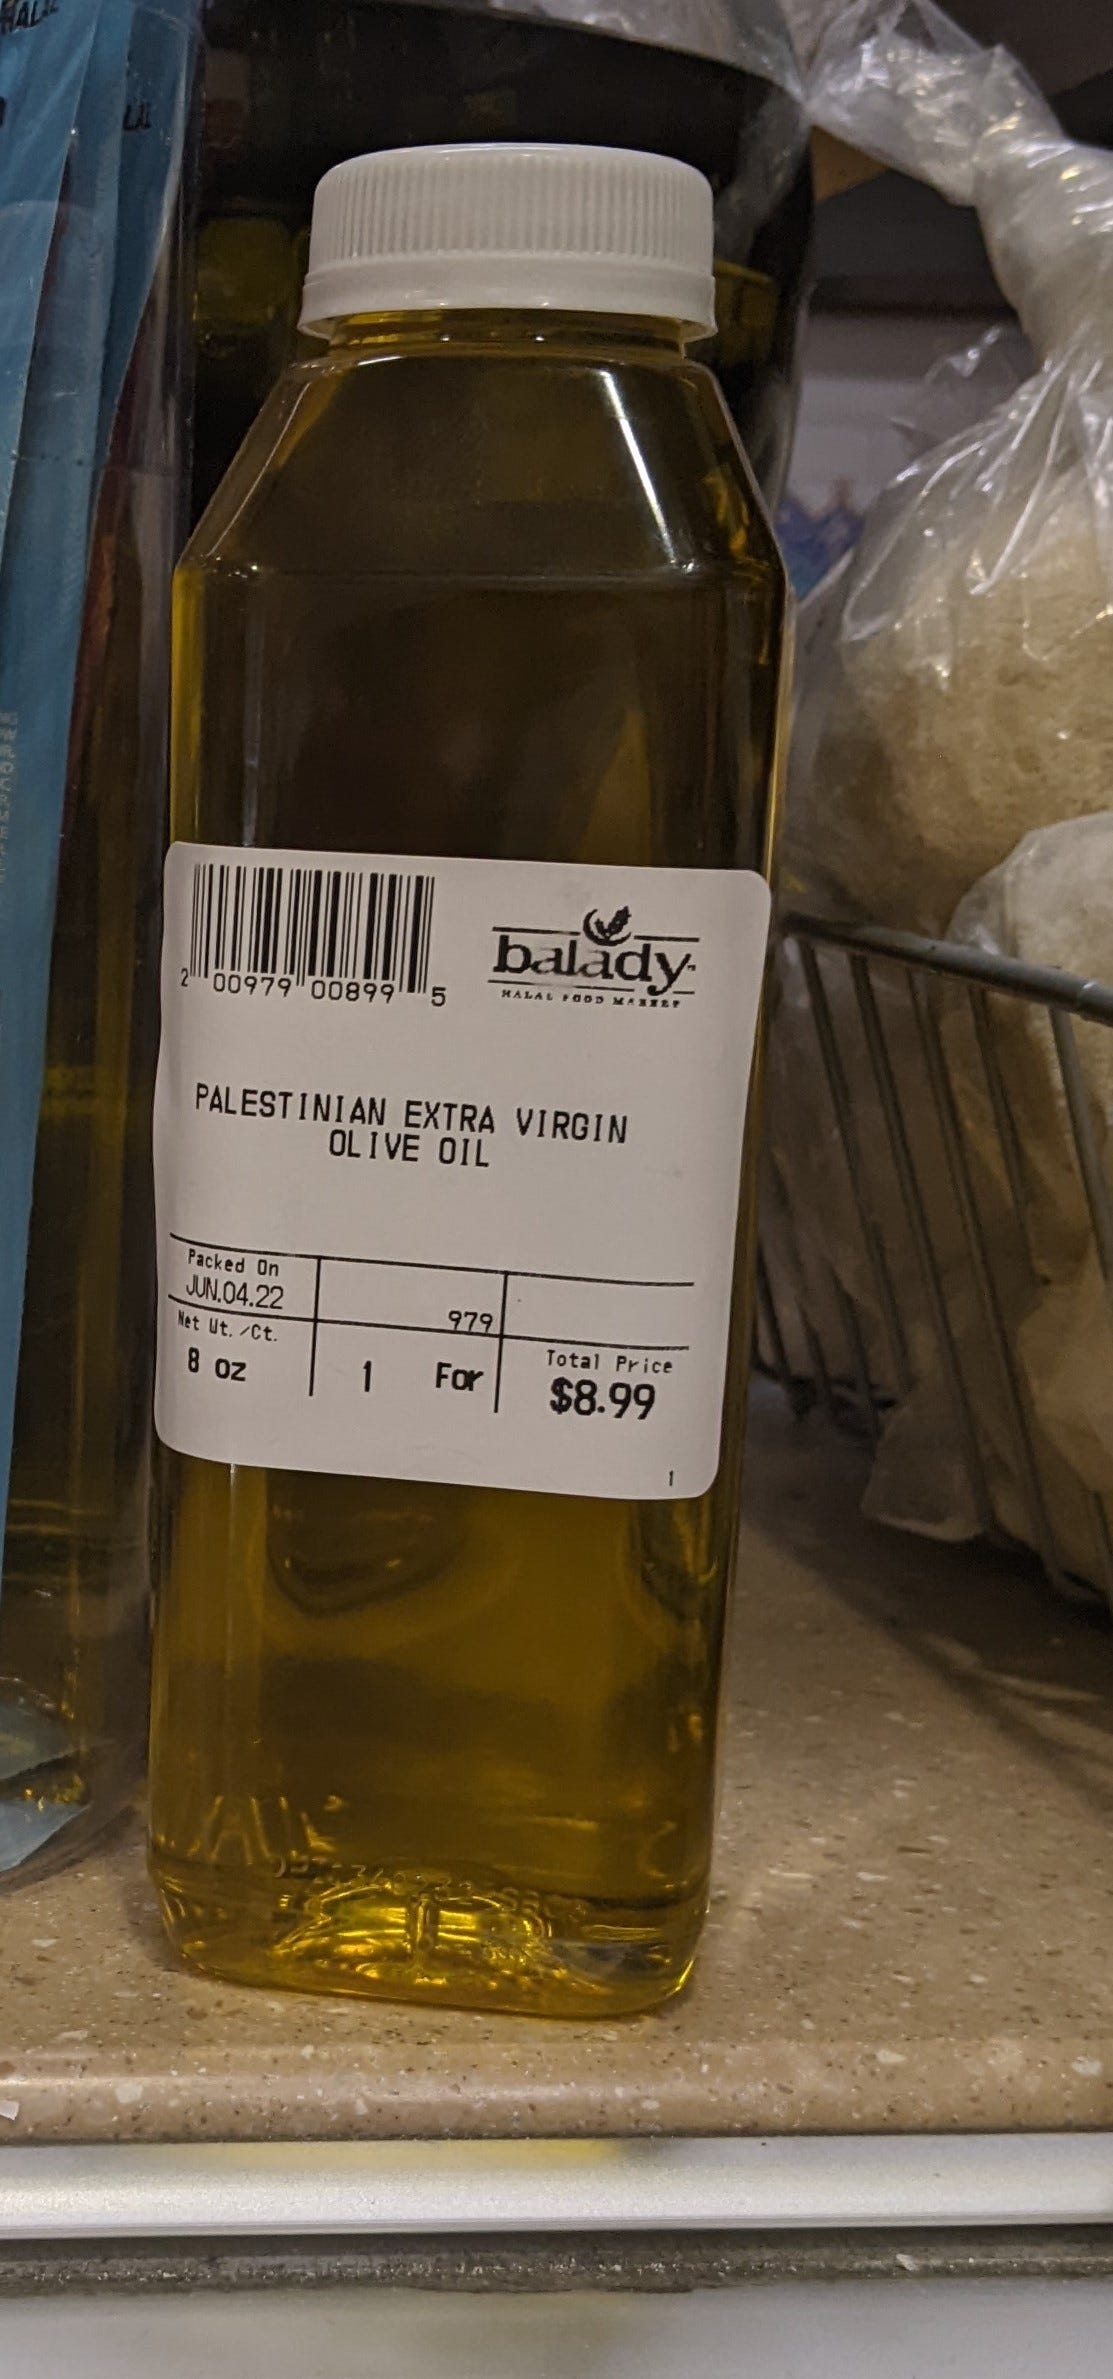 2 00979 00899 5
balady
HALAL FOOD MARKET
PALESTINIAN EXTRA VIRGIN
OLIVE OIL
Packed On
JUN.04.22
979
Net Wt./Ct.
8 oz
1 For
Total Price
$8.99
1